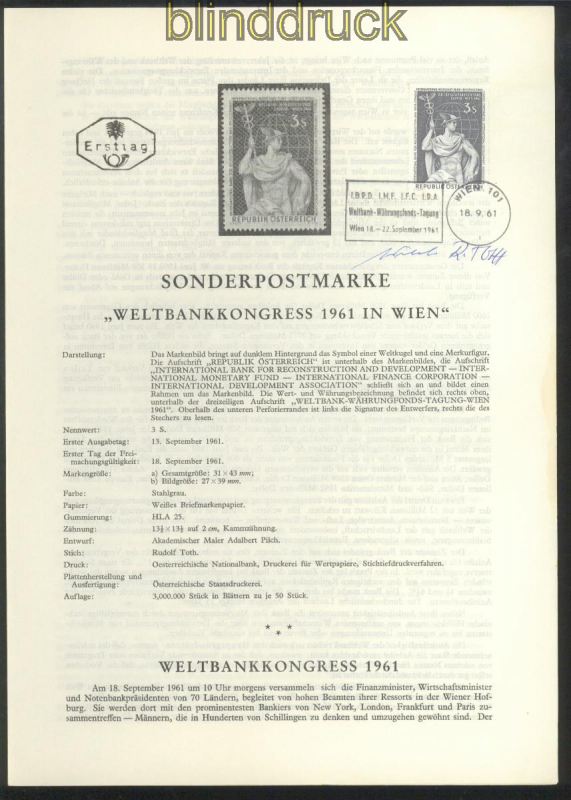 blinddruck
Ersttag
3s
REPUBLIK ÖSTERREICH
3s
REPUBLIK ÖSTERREICH
I.B.R.D. I.M.F. I.F.C. I.D.A
Weltbank-Währungsfonds-Tagung
Wien 18.–22. September 1961
WIEN 101
18. 9. 61
R. Toth
SONDERPOSTMARKE
„WELTBANKKONGRESS 1961 IN WIEN“
Darstellung: Das Markenbild bringt auf dunklem Hintergrund das Symbol einer Weltkugel und eine Merkurfigur.
Die Aufschrift „REPUBLIK ÖSTERREICH“ ist unterhalb des Markenbildes, die Aufschrift
„INTERNATIONAL BANK FOR RECONSTRUCTION AND DEVELOPMENT — INTER-
NATIONAL MONETARY FUND — INTERNATIONAL FINANCE CORPORATION —
INTERNATIONAL DEVELOPMENT ASSOCIATION“ schließt sich an und bildet einen
Rahmen um das Markenbild. Die Wert- und Währungsbezeichnung befindet sich rechts oben,
unterhalb der dreizeiligen Aufschrift „WELTBANK-WÄHRUNGFONDS-TAGUNG-WIEN
1961“. Oberhalb des unteren Perforierrandes ist links die Signatur des Entwerfers, rechts die des
Stechers zu lesen.
Nennwert: 3 S.
Erster Ausgabetag: 13. September 1961.
Erster Tag der Frei-
machungsgültigkeit: 18. September 1961.
Markengröße: a) Gesamtgröße: 31×43 mm;
b) Bildgröße: 27×39 mm.
Farbe: Stahlgrau.
Papier: Weißes Briefmarkenpapier.
Gummierung: HLA 25.
Zähnung: 13½×13½ auf 2 cm, Kammzähnung.
Entwurf: Akademischer Maler Adalbert Pilch.
Stich: Rudolf Toth.
Druck: Oesterreichische Nationalbank, Druckerei für Wertpapiere, Stichtiefdruckverfahren.
Plattenherstellung und
Ausfertigung: Österreichische Staatsdruckerei.
Auflage: 3,000.000 Stück in Blättern zu je 50 Stück.
* * *
WELTBANKKONGRESS 1961
Am 18. September 1961 um 10 Uhr morgens versammeln sich die Finanzminister, Wirtschaftsminister
und Notenbankpräsidenten von 70 Ländern, begleitet von hohen Beamten ihrer Ressorts in der Wiener Hof-
burg. Sie werden dort mit den prominentesten Bankiers von New York, London, Frankfurt und Paris zu-
sammentreffen — Männern, die in Hunderten von Schillingen zu denken und umzugehen gewöhnt sind. Der